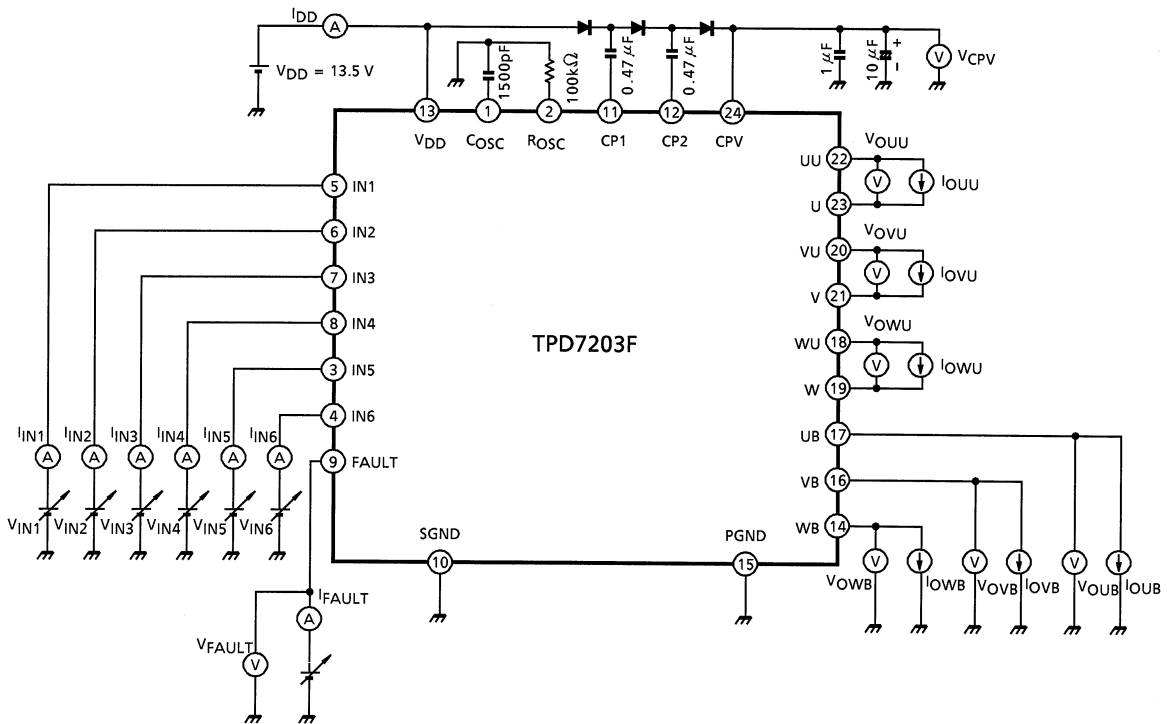 IDD
A
VDD = 13.5 V
1500pF
100kΩ
0.47 μF
0.47 μF
1 μF
10 μF
+
−
V
VCPV
13
1
2
11
12
24
VDD
COSC
ROSC
CP1
CP2
CPV
5 IN1
6 IN2
7 IN3
8 IN4
3 IN5
4 IN6
9 FAULT
TPD7203F
UU 22
U 23
VU 20
V 21
WU 18
W 19
UB 17
VB 16
WB 14
VOUU
V
IOUU
VOVU
V
IOVU
VOWU
V
IOWU
IIN1 IIN2 IIN3 IIN4 IIN5 IIN6
A A A A A A
VIN1 VIN2 VIN3 VIN4 VIN5 VIN6
SGND
10
PGND
15
V V V
VOWB IOWB VOVB IOVB VOUB IOUB
IFAULT
A
VFAULT
V